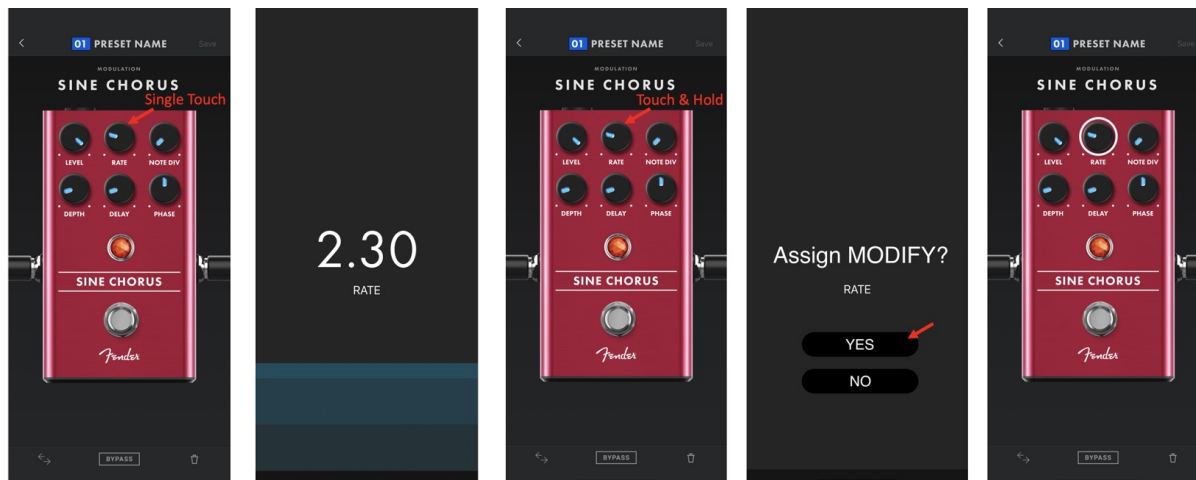 01 PRESET NAME Save
MODULATION
SINE CHORUS
Single Touch
LEVEL RATE NOTE DIV
DEPTH DELAY PHASE
SINE CHORUS
Fender
BYPASS
2.30
RATE
01 PRESET NAME Save
MODULATION
SINE CHORUS
Touch & Hold
LEVEL RATE NOTE DIV
DEPTH DELAY PHASE
SINE CHORUS
Fender
BYPASS
Assign MODIFY?
RATE
YES
NO
01 PRESET NAME Save
MODULATION
SINE CHORUS
LEVEL RATE NOTE DIV
DEPTH DELAY PHASE
SINE CHORUS
Fender
BYPASS